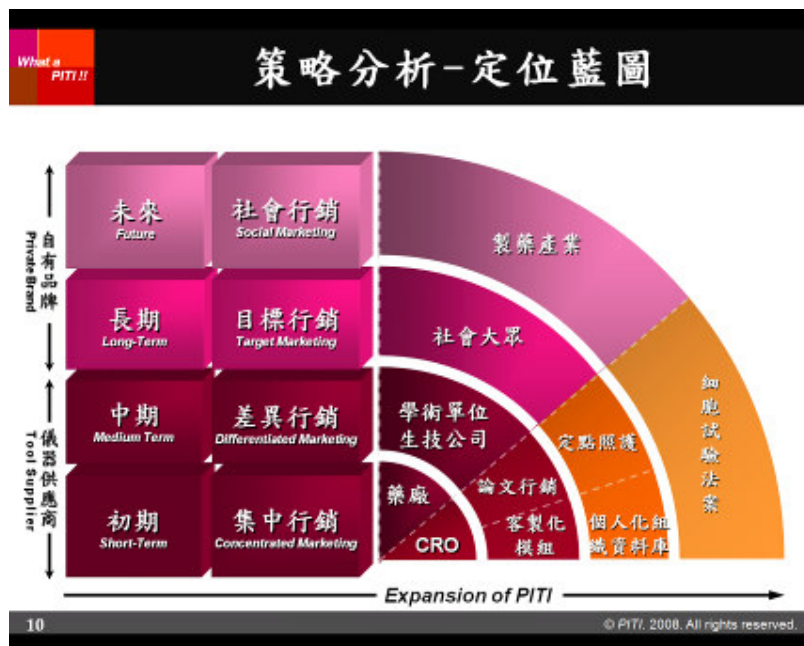 What a
PITI !!
策略分析-定位藍圖
自有品牌
Private Brand
儀器供應商
Tool Supplier
未來
Future
社會行銷
Social Marketing
製藥產業
長期
Long-Term
目標行銷
Target Marketing
社會大眾
中期
Medium Term
差異行銷
Differentiated Marketing
學術單位
生技公司
定點照護
細胞試驗法案
初期
Short-Term
集中行銷
Concentrated Marketing
藥廠
CRO
論文行銷
客製化
模組
個人化組
織資料庫
Expansion of PITI
10
© PITI. 2008. All rights reserved.